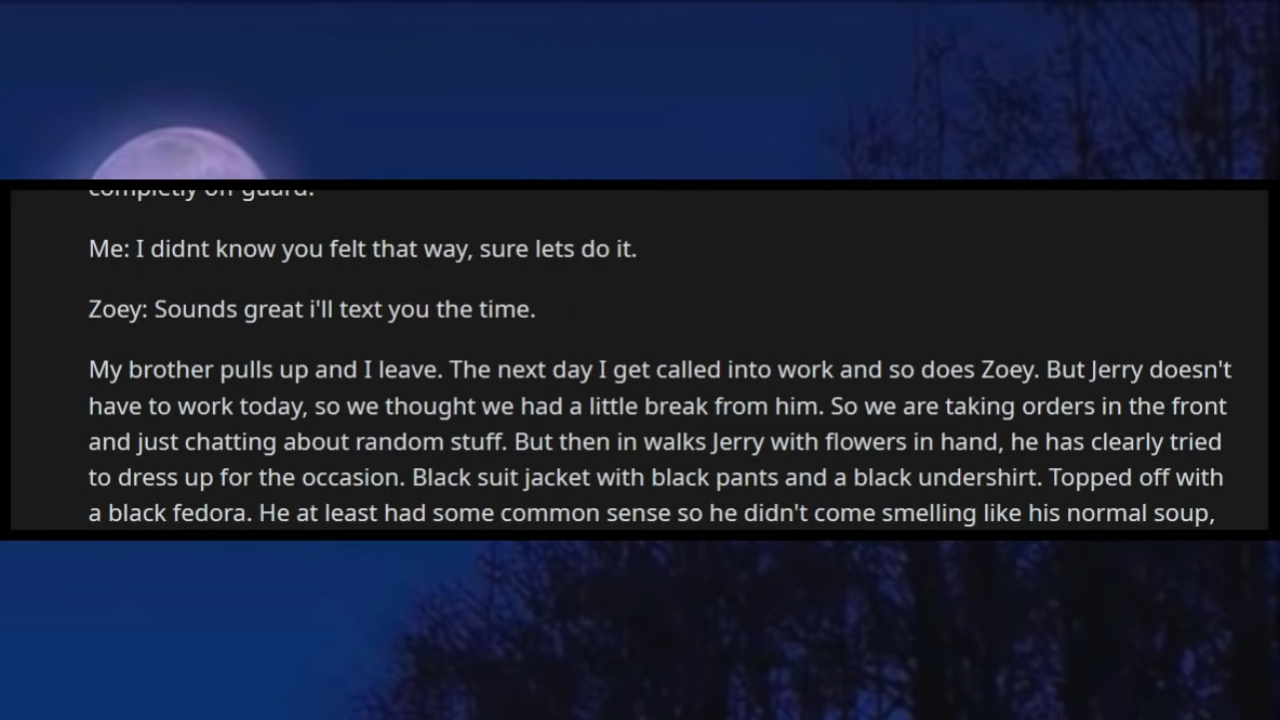 completly off guard.
Me: I didnt know you felt that way, sure lets do it.
Zoey: Sounds great i'll text you the time.
My brother pulls up and I leave. The next day I get called into work and so does Zoey. But Jerry doesn't
have to work today, so we thought we had a little break from him. So we are taking orders in the front
and just chatting about random stuff. But then in walks Jerry with flowers in hand, he has clearly tried
to dress up for the occasion. Black suit jacket with black pants and a black undershirt. Topped off with
a black fedora. He at least had some common sense so he didn't come smelling like his normal soup,